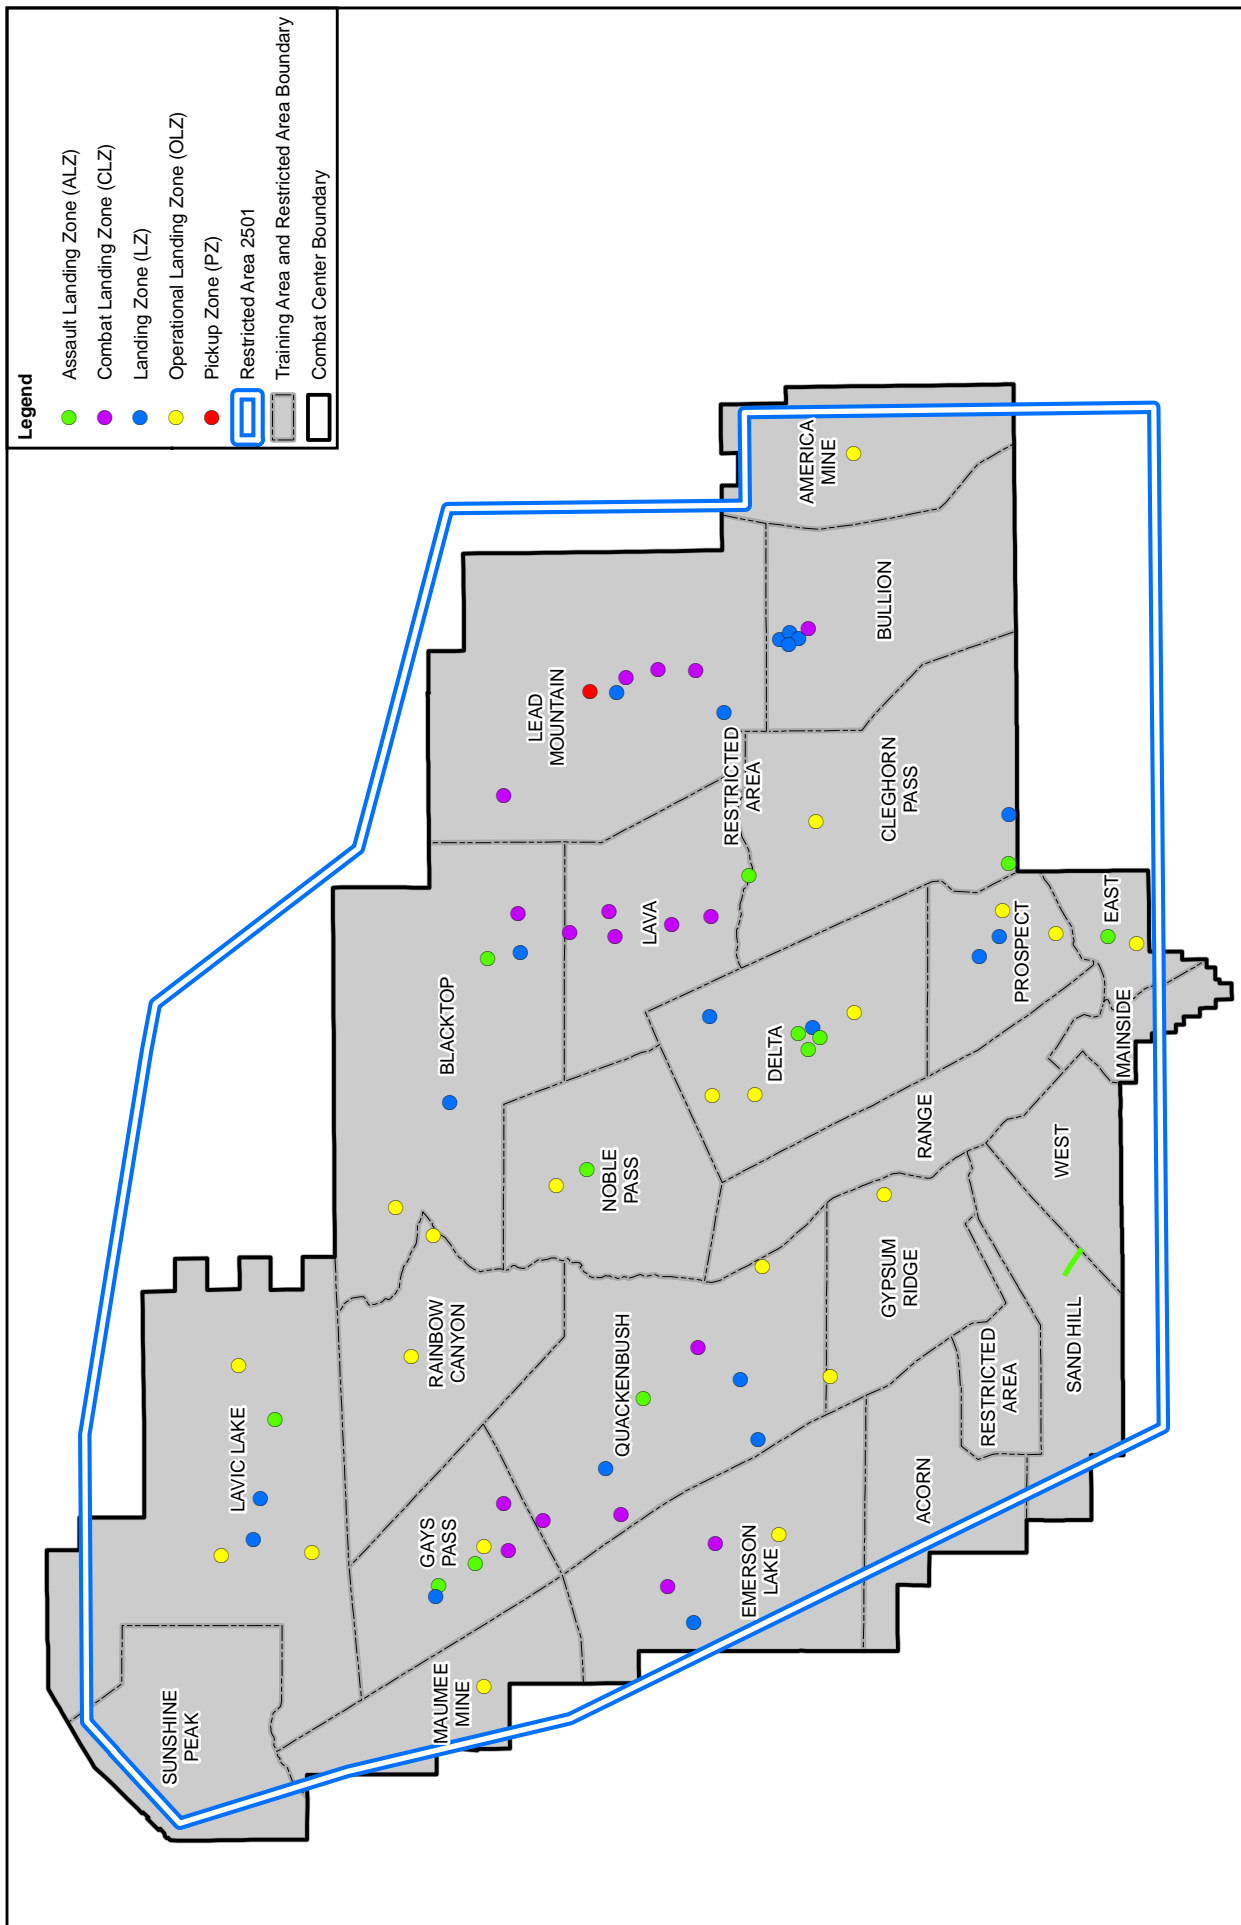 Legend
Assault Landing Zone (ALZ)
Combat Landing Zone (CLZ)
Landing Zone (LZ)
Operational Landing Zone (OLZ)
Pickup Zone (PZ)
Restricted Area 2501
Training Area and Restricted Area Boundary
Combat Center Boundary
SUNSHINE
PEAK
LAVIC LAKE
MAUMEE
MINE
GAYS
PASS
RAINBOW
CANYON
BLACKTOP
LEAD
MOUNTAIN
QUACKENBUSH
NOBLE
PASS
LAVA
RESTRICTED
AREA
EMERSON
LAKE
DELTA
AMERICA
MINE
BULLION
CLEGHORN
PASS
GYPSUM
RIDGE
ACORN
RANGE
PROSPECT
RESTRICTED
AREA
WEST
SAND HILL
MAINSIDE
EAST